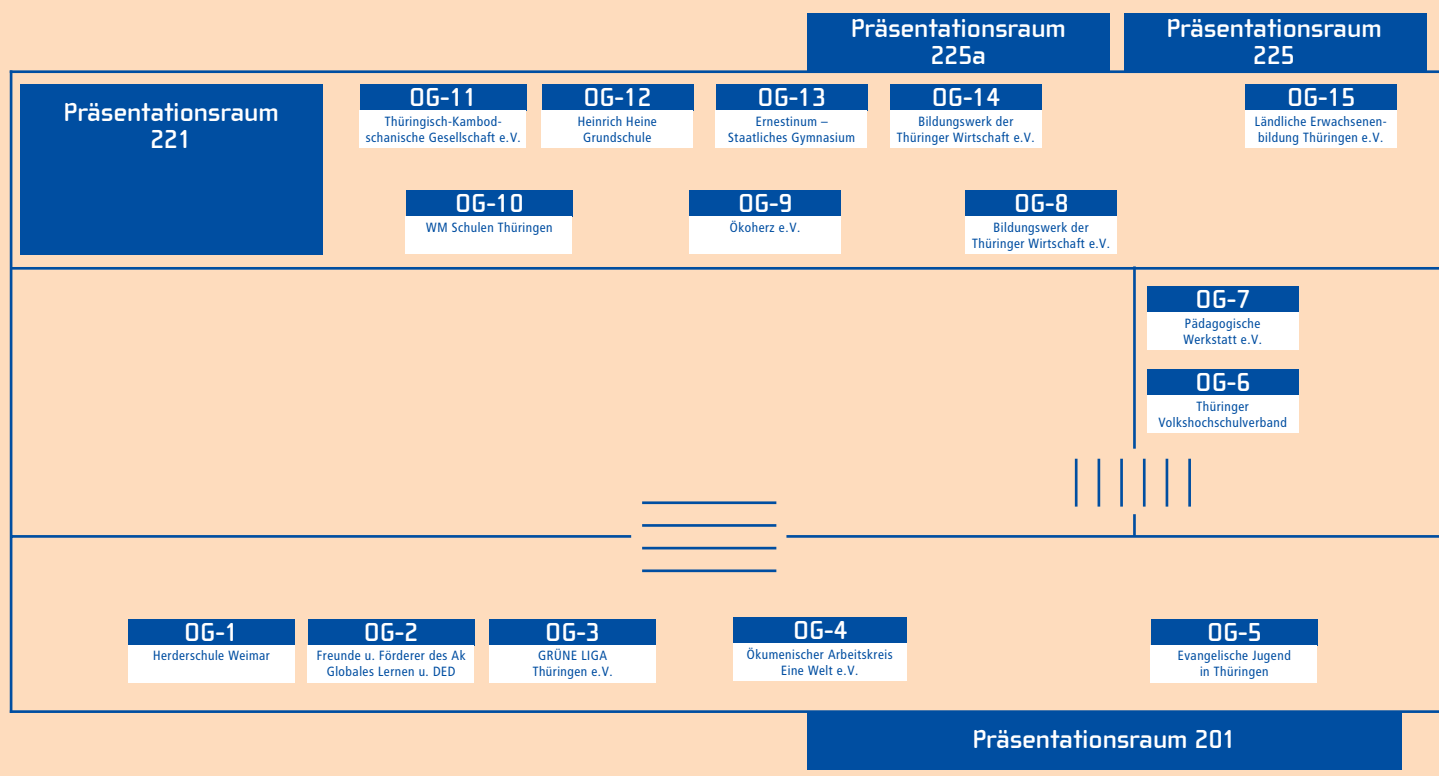 Präsentationsraum
225a
Präsentationsraum
225
Präsentationsraum
221
OG-11
Thüringisch-Kambod-
schanische Gesellschaft e.V.
OG-12
Heinrich Heine
Grundschule
OG-13
Ernestinum –
Staatliches Gymnasium
OG-14
Bildungswerk der
Thüringer Wirtschaft e.V.
OG-15
Ländliche Erwachsenen-
bildung Thüringen e.V.
OG-10
WM Schulen Thüringen
OG-9
Ökoherz e.V.
OG-8
Bildungswerk der
Thüringer Wirtschaft e.V.
OG-7
Pädagogische
Werkstatt e.V.
OG-6
Thüringer
Volkshochschulverband
OG-1
Herderschule Weimar
OG-2
Freunde u. Förderer des Ak
Globales Lernen u. DED
OG-3
GRÜNE LIGA
Thüringen e.V.
OG-4
Ökumenischer Arbeitskreis
Eine Welt e.V.
OG-5
Evangelische Jugend
in Thüringen
Präsentationsraum 201